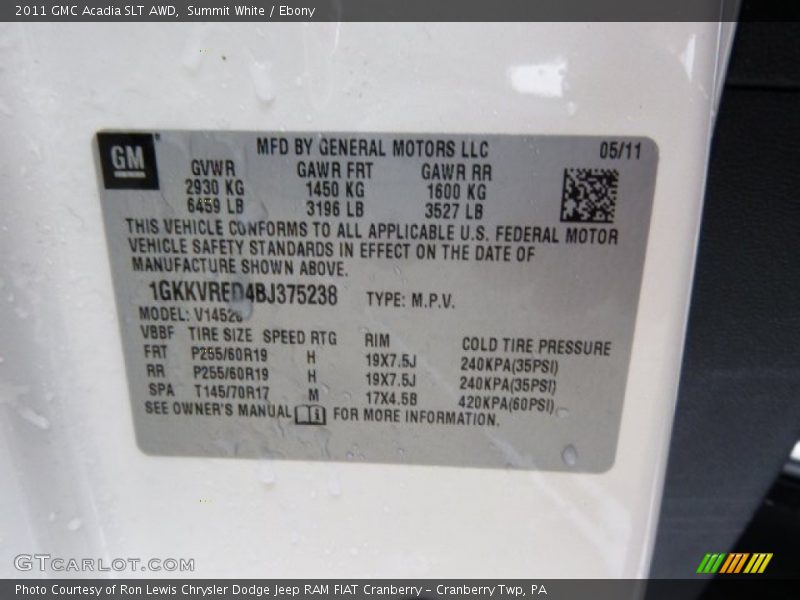 2011 GMC Acadia SLT AWD, Summit White / Ebony
GM
MFD BY GENERAL MOTORS LLC 05/11
GVWR GAWR FRT GAWR RR
2930 KG 1450 KG 1600 KG
6459 LB 3196 LB 3527 LB
THIS VEHICLE CONFORMS TO ALL APPLICABLE U.S. FEDERAL MOTOR
VEHICLE SAFETY STANDARDS IN EFFECT ON THE DATE OF
MANUFACTURE SHOWN ABOVE.
1GKKVRED4BJ375238 TYPE: M.P.V.
MODEL: V14526
VBBF TIRE SIZE SPEED RTG RIM COLD TIRE PRESSURE
FRT P255/60R19 H 19X7.5J 240KPA(35PSI)
RR P255/60R19 H 19X7.5J 240KPA(35PSI)
SPA T145/70R17 M 17X4.5B 420KPA(60PSI)
SEE OWNER'S MANUAL FOR MORE INFORMATION.
GTCARLOT.COM
Photo Courtesy of Ron Lewis Chrysler Dodge Jeep RAM FIAT Cranberry – Cranberry Twp, PA